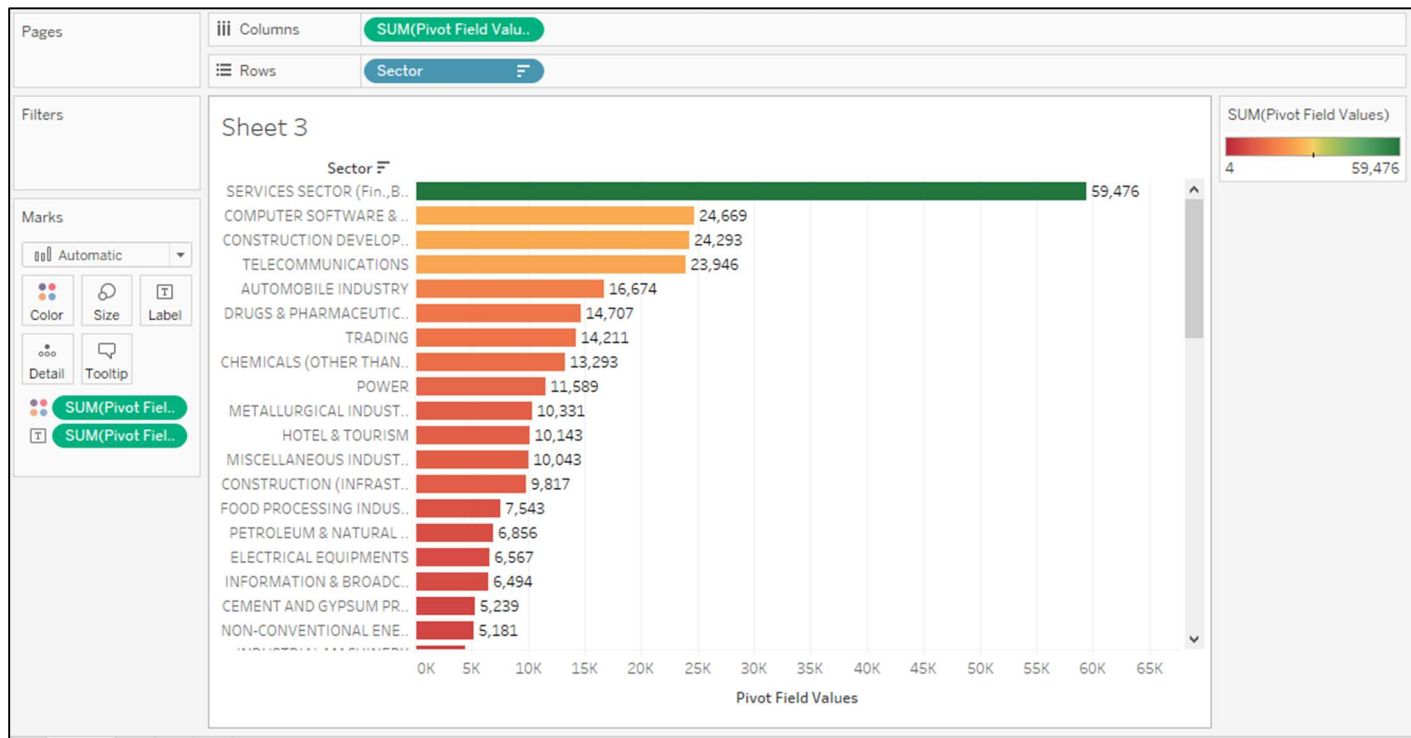 Pages
Columns
SUM(Pivot Field Valu..
Rows
Sector
Filters
Marks
Automatic
Color
Size
Label
Detail
Tooltip
SUM(Pivot Fiel..
SUM(Pivot Fiel..
Sheet 3
Sector
SERVICES SECTOR (Fin.,B.. 59,476
COMPUTER SOFTWARE & .. 24,669
CONSTRUCTION DEVELOP.. 24,293
TELECOMMUNICATIONS 23,946
AUTOMOBILE INDUSTRY 16,674
DRUGS & PHARMACEUTIC.. 14,707
TRADING 14,211
CHEMICALS (OTHER THAN.. 13,293
POWER 11,589
METALLURGICAL INDUST.. 10,331
HOTEL & TOURISM 10,143
MISCELLANEOUS INDUST.. 10,043
CONSTRUCTION (INFRAST.. 9,817
FOOD PROCESSING INDUS.. 7,543
PETROLEUM & NATURAL .. 6,856
ELECTRICAL EQUIPMENTS 6,567
INFORMATION & BROADC.. 6,494
CEMENT AND GYPSUM PR.. 5,239
NON-CONVENTIONAL ENE.. 5,181
INDUSTRIAL MACHINERY
0K 5K 10K 15K 20K 25K 30K 35K 40K 45K 50K 55K 60K 65K
Pivot Field Values
SUM(Pivot Field Values)
4 59,476